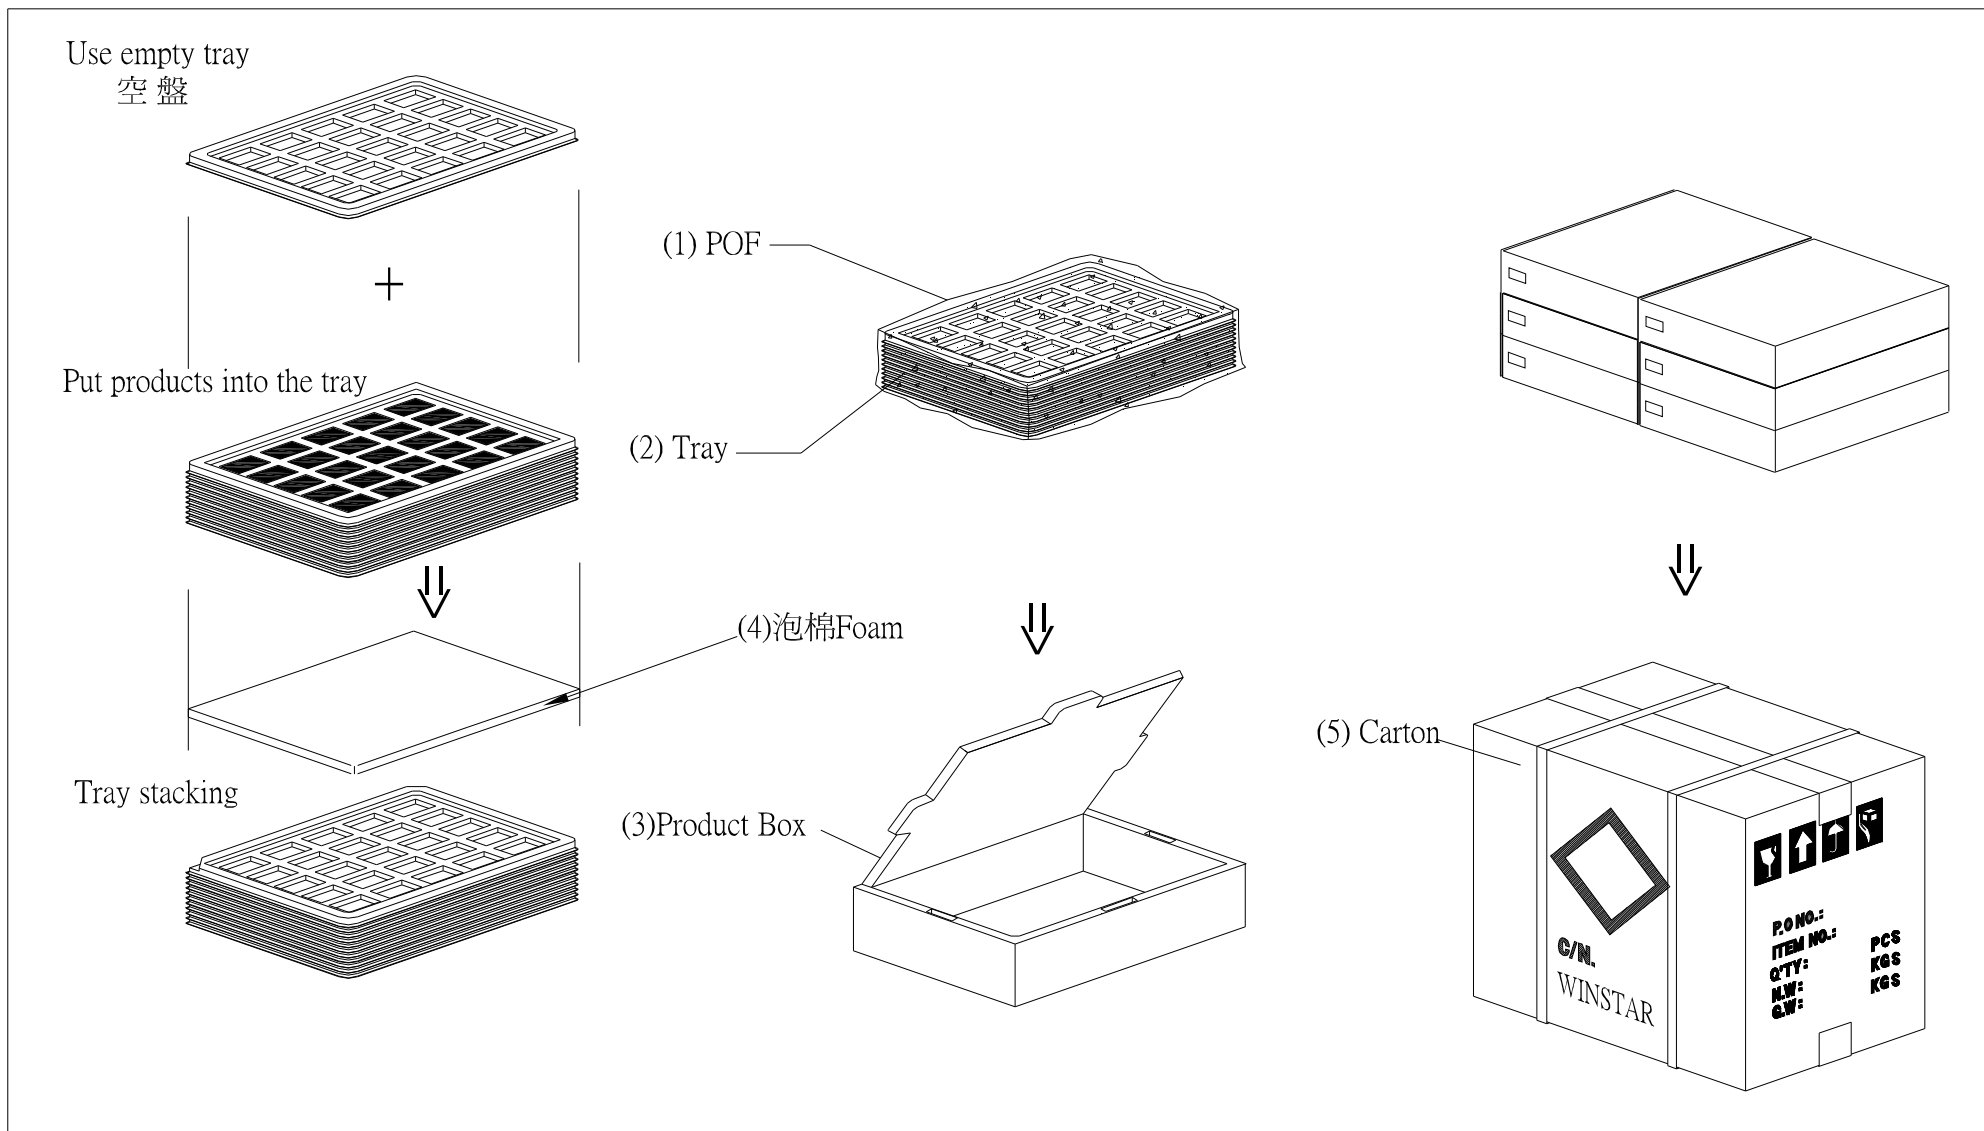 Use empty tray
空 盤
Put products into the tray
Tray stacking
(1) POF
(2) Tray
(4)泡棉Foam
(3)Product Box
(5) Carton
C/N.
WINSTAR
P.O NO.:
ITEM NO.:
Q'TY: PCS
N.W: KGS
G.W: KGS